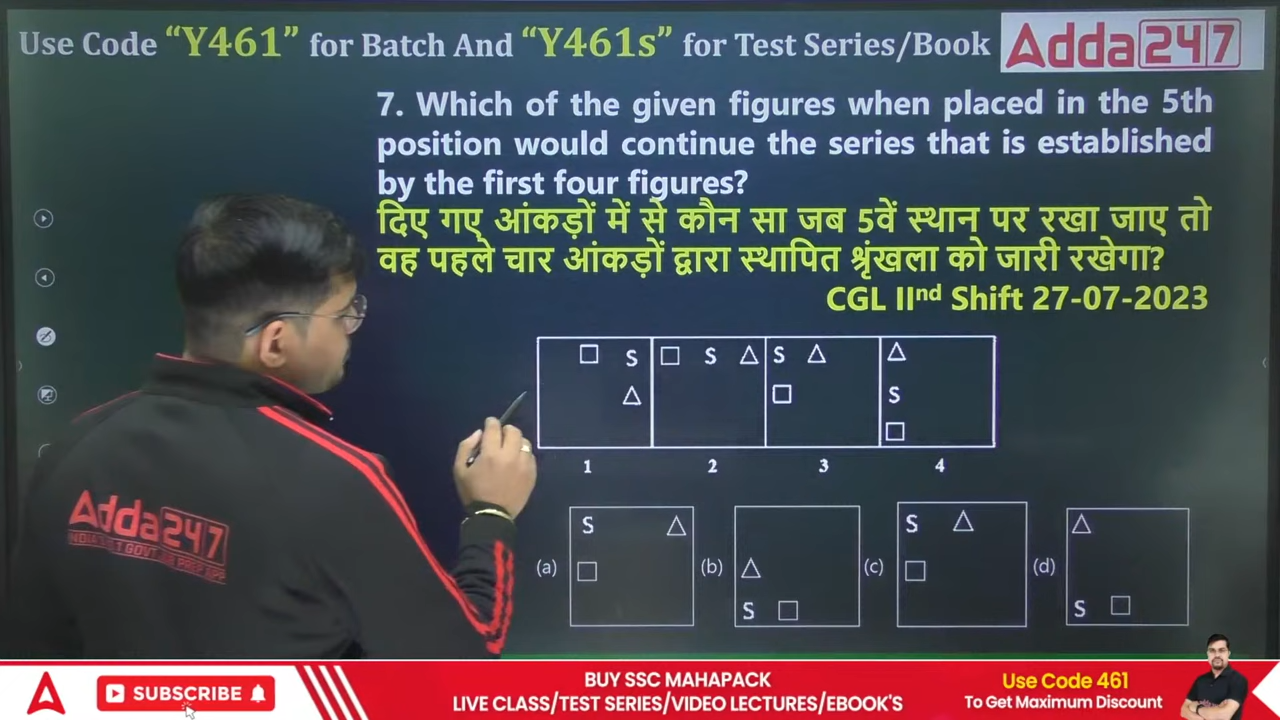 Use Code “Y461” for Batch And “Y461s” for Test Series/Book
Adda247
7. Which of the given figures when placed in the 5th
position would continue the series that is established
by the first four figures?
दिए गए आंकड़ों में से कौन सा जब 5वें स्थान पर रखा जाए तो
वह पहले चार आंकड़ों द्वारा स्थापित श्रृंखला को जारी रखेगा?
CGL IInd Shift 27-07-2023
□ S □ S △ S △ △
△ □ S
□
1 2 3 4
S △ S △ △
(a) □ (b) △ (c) □ (d)
S □ S □
Adda247
SUBSCRIBE
BUY SSC MAHAPACK
LIVE CLASS/TEST SERIES/VIDEO LECTURES/EBOOK'S
Use Code 461
To Get Maximum Discount